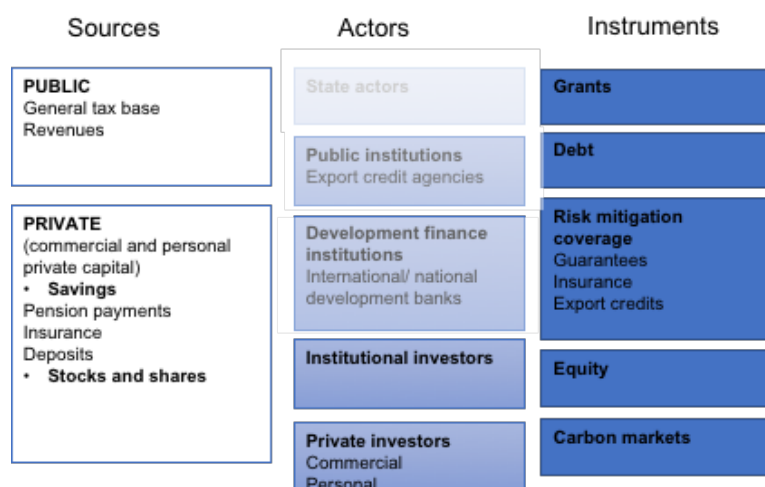 Sources
Actors
Instruments
PUBLIC
General tax base
Revenues
PRIVATE
(commercial and personal
private capital)
• Savings
Pension payments
Insurance
Deposits
• Stocks and shares
State actors
Public institutions
Export credit agencies
Development finance
institutions
International/ national
development banks
Institutional investors
Private investors
Commercial
Personal
Grants
Debt
Risk mitigation
coverage
Guarantees
Insurance
Export credits
Equity
Carbon markets